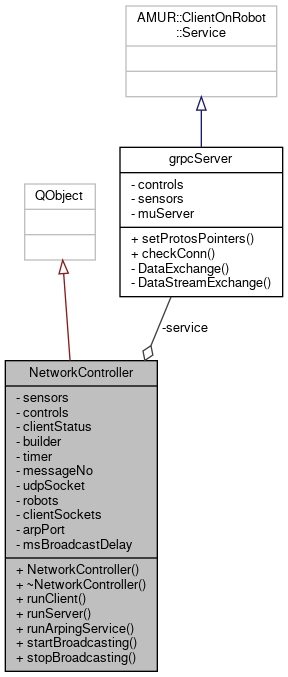 AMUR::ClientOnRobot
::Service
grpcServer
- controls
- sensors
- muServer
+ setProtosPointers()
+ checkConn()
- DataExchange()
- DataStreamExchange()
QObject
-service
NetworkController
- sensors
- controls
- clientStatus
- builder
- timer
- messageNo
- udpSocket
- robots
- clientSockets
- arpPort
- msBroadcastDelay
+ NetworkController()
+ ~NetworkController()
+ runClient()
+ runServer()
+ runArpingService()
+ startBroadcasting()
+ stopBroadcasting()